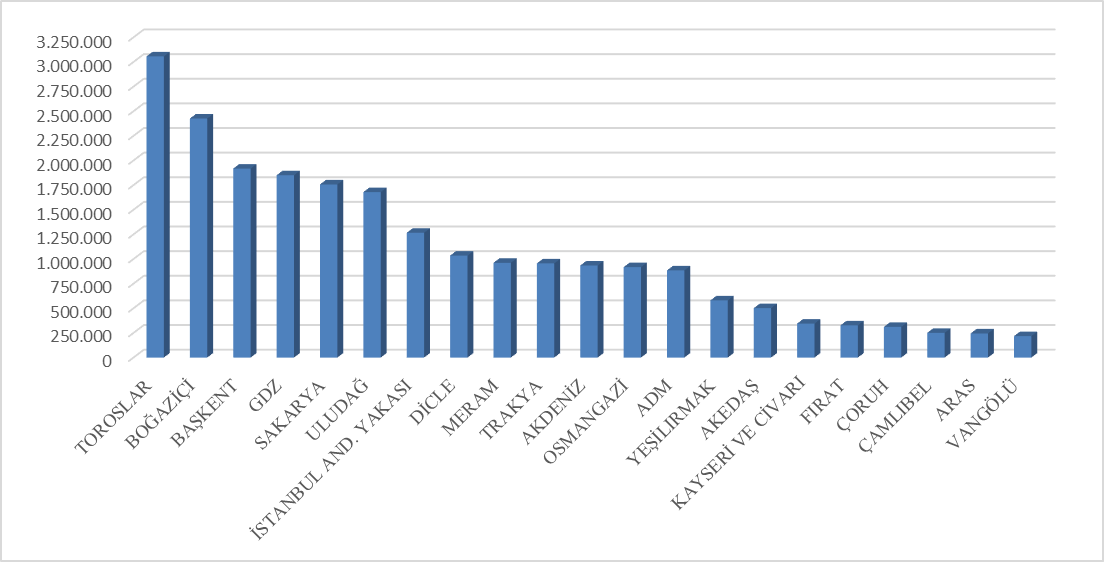 3.250.000
3.000.000
2.750.000
2.500.000
2.250.000
2.000.000
1.750.000
1.500.000
1.250.000
1.000.000
750.000
500.000
250.000
0
TOROSLAR
BOĞAZİÇİ
BAŞKENT
GDZ
SAKARYA
ULUDAĞ
İSTANBUL AND. YAKASI
DİCLE
MERAM
TRAKYA
AKDENİZ
OSMANGAZİ
ADM
YEŞİLIRMAK
AKEDAŞ
KAYSERİ VE CİVARI
FIRAT
ÇORUH
ÇAMLIBEL
ARAS
VANGÖLÜ